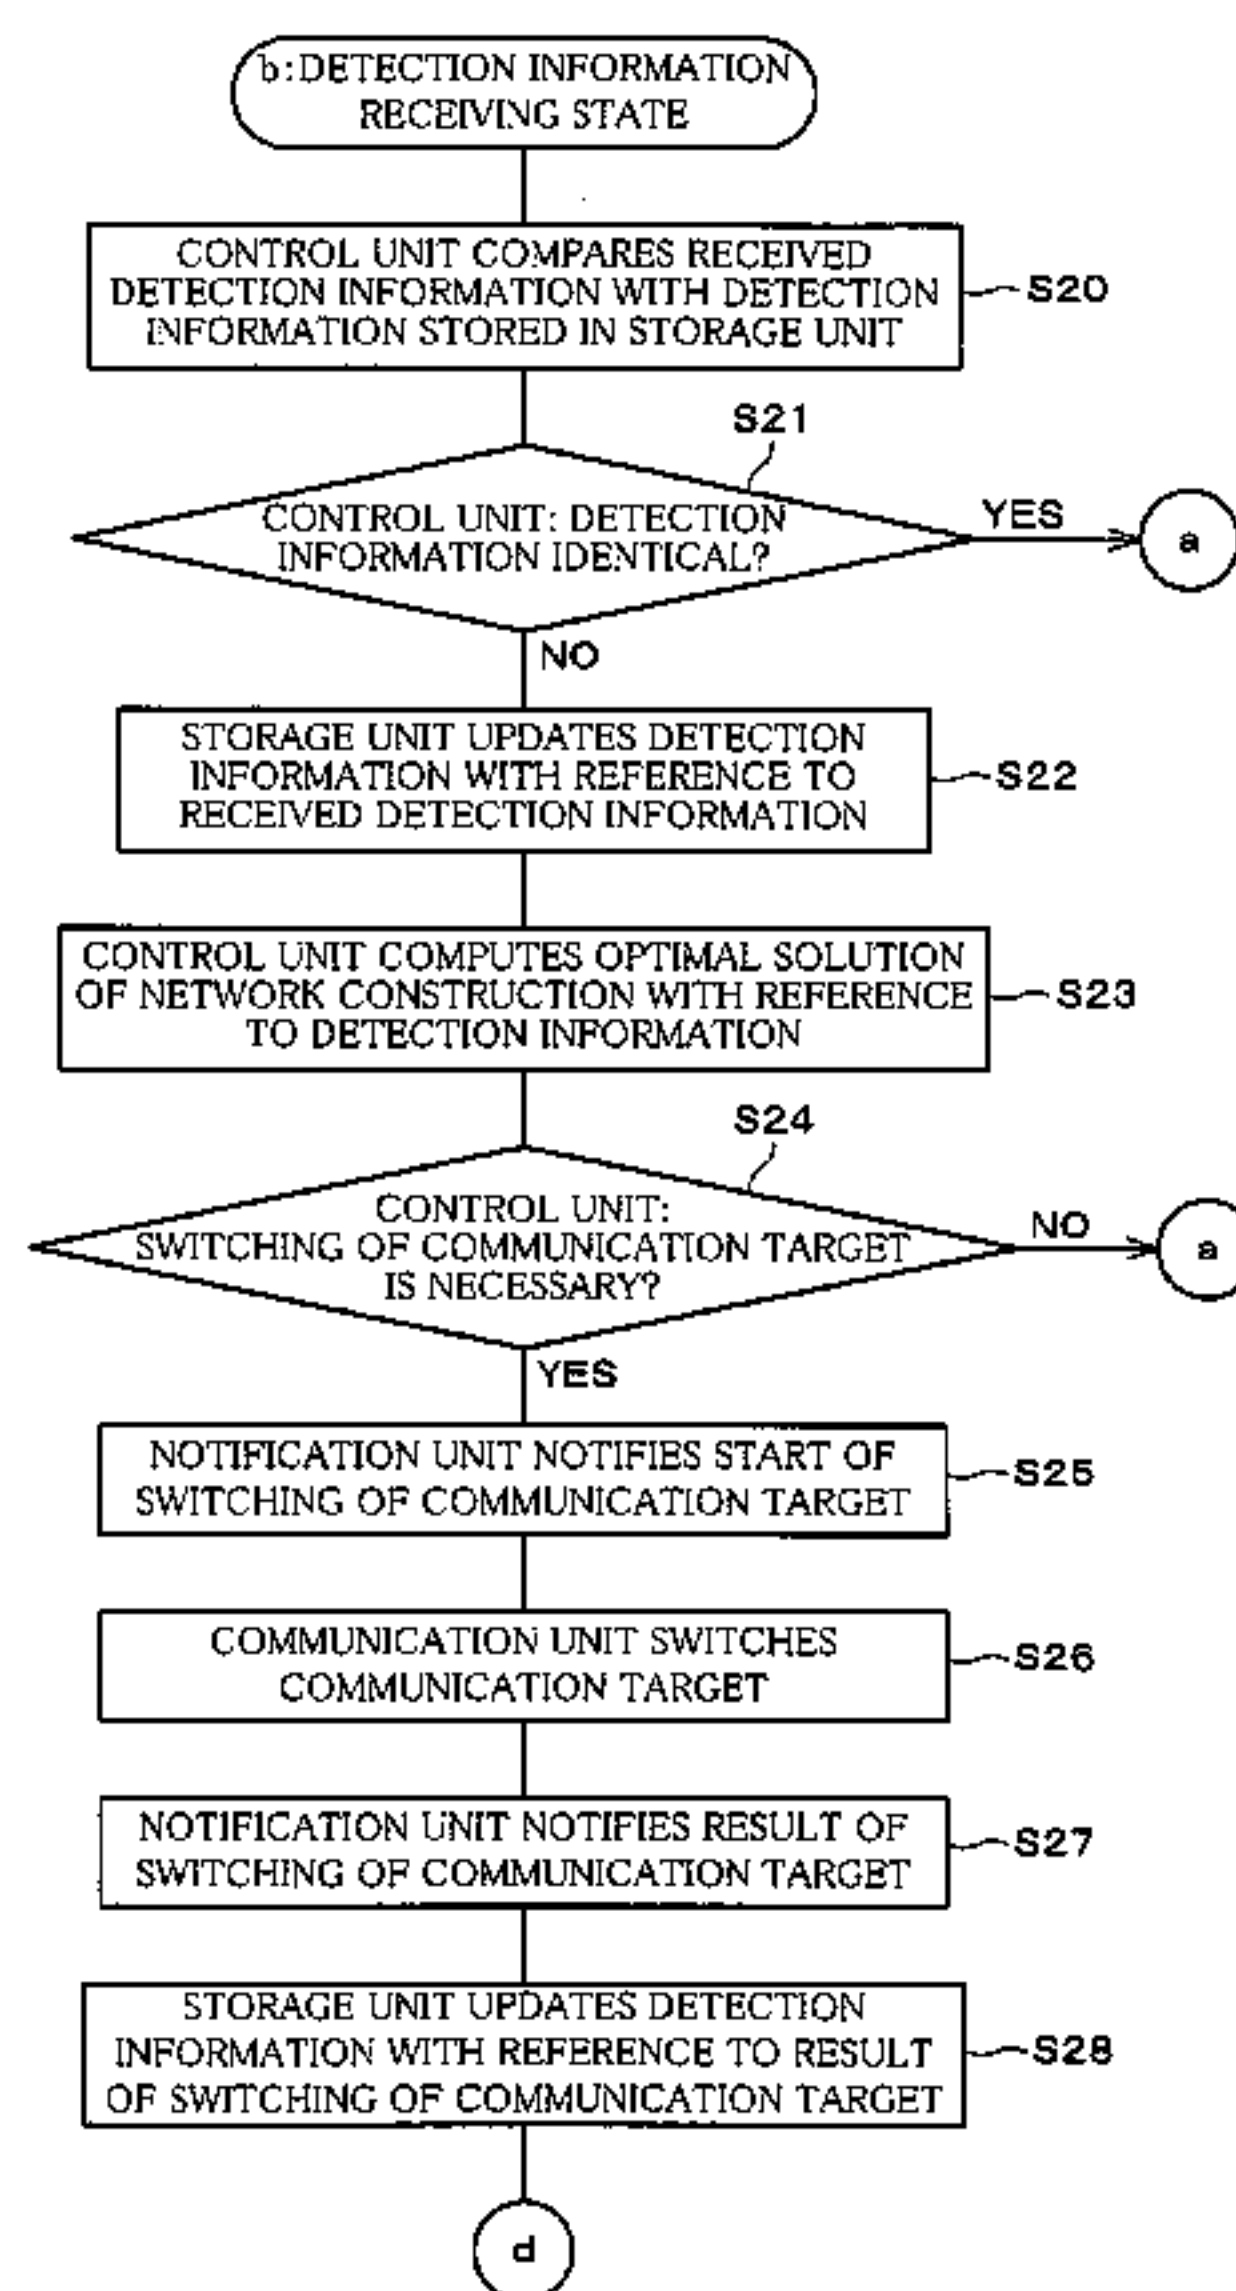 b:DETECTION INFORMATION
RECEIVING STATE
CONTROL UNIT COMPARES RECEIVED
DETECTION INFORMATION WITH DETECTION
INFORMATION STORED IN STORAGE UNIT
S20
S21
CONTROL UNIT: DETECTION
INFORMATION IDENTICAL?
YES
a
NO
STORAGE UNIT UPDATES DETECTION
INFORMATION WITH REFERENCE TO
RECEIVED DETECTION INFORMATION
S22
CONTROL UNIT COMPUTES OPTIMAL SOLUTION
OF NETWORK CONSTRUCTION WITH REFERENCE
TO DETECTION INFORMATION
S23
S24
CONTROL UNIT:
SWITCHING OF COMMUNICATION TARGET
IS NECESSARY?
NO
a
YES
NOTIFICATION UNIT NOTIFIES START OF
SWITCHING OF COMMUNICATION TARGET
S25
COMMUNICATION UNIT SWITCHES
COMMUNICATION TARGET
S26
NOTIFICATION UNIT NOTIFIES RESULT OF
SWITCHING OF COMMUNICATION TARGET
S27
STORAGE UNIT UPDATES DETECTION
INFORMATION WITH REFERENCE TO RESULT
OF SWITCHING OF COMMUNICATION TARGET
S28
d